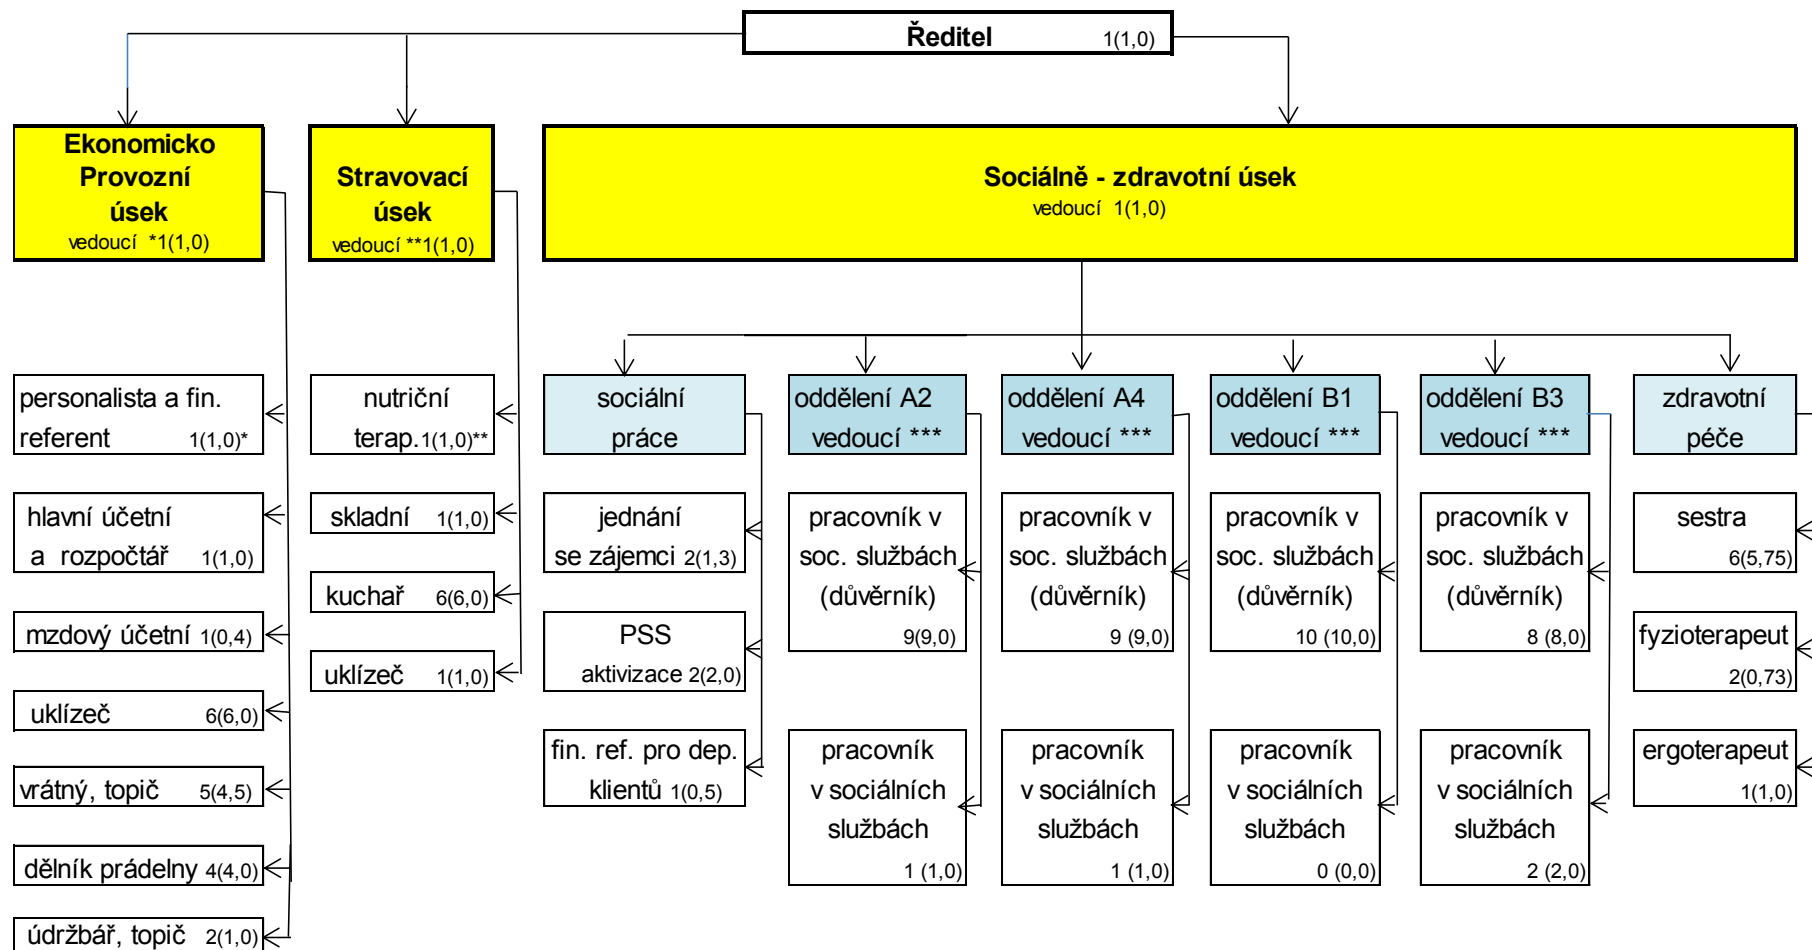 Ředitel 1(1,0)
Ekonomicko
Provozní
úsek
vedoucí *1(1,0)
Stravovací
úsek
vedoucí **1(1,0)
Sociálně - zdravotní úsek
vedoucí 1(1,0)
personalista a fin.
referent 1(1,0)*
hlavní účetní
a rozpočtář 1(1,0)
mzdový účetní 1(0,4)
uklízeč 6(6,0)
vrátný, topič 5(4,5)
dělník prádelny 4(4,0)
údržbář, topič 2(1,0)
nutriční
terap. 1(1,0)**
skladní 1(1,0)
kuchař 6(6,0)
uklízeč 1(1,0)
sociální
práce
jednání
se zájemci 2(1,3)
PSS
aktivizace 2(2,0)
fin. ref. pro dep.
klientů 1(0,5)
oddělení A2
vedoucí ***
pracovník v
soc. službách
(důvěrník)
9(9,0)
pracovník
v sociálních
službách
1 (1,0)
oddělení A4
vedoucí ***
pracovník v
soc. službách
(důvěrník)
9 (9,0)
pracovník
v sociálních
službách
1 (1,0)
oddělení B1
vedoucí ***
pracovník v
soc. službách
(důvěrník)
10 (10,0)
pracovník
v sociálních
službách
0 (0,0)
oddělení B3
vedoucí ***
pracovník v
soc. službách
(důvěrník)
8 (8,0)
pracovník
v sociálních
službách
2 (2,0)
zdravotní
péče
sestra
6(5,75)
fyzioterapeut
2(0,73)
ergoterapeut
1(1,0)